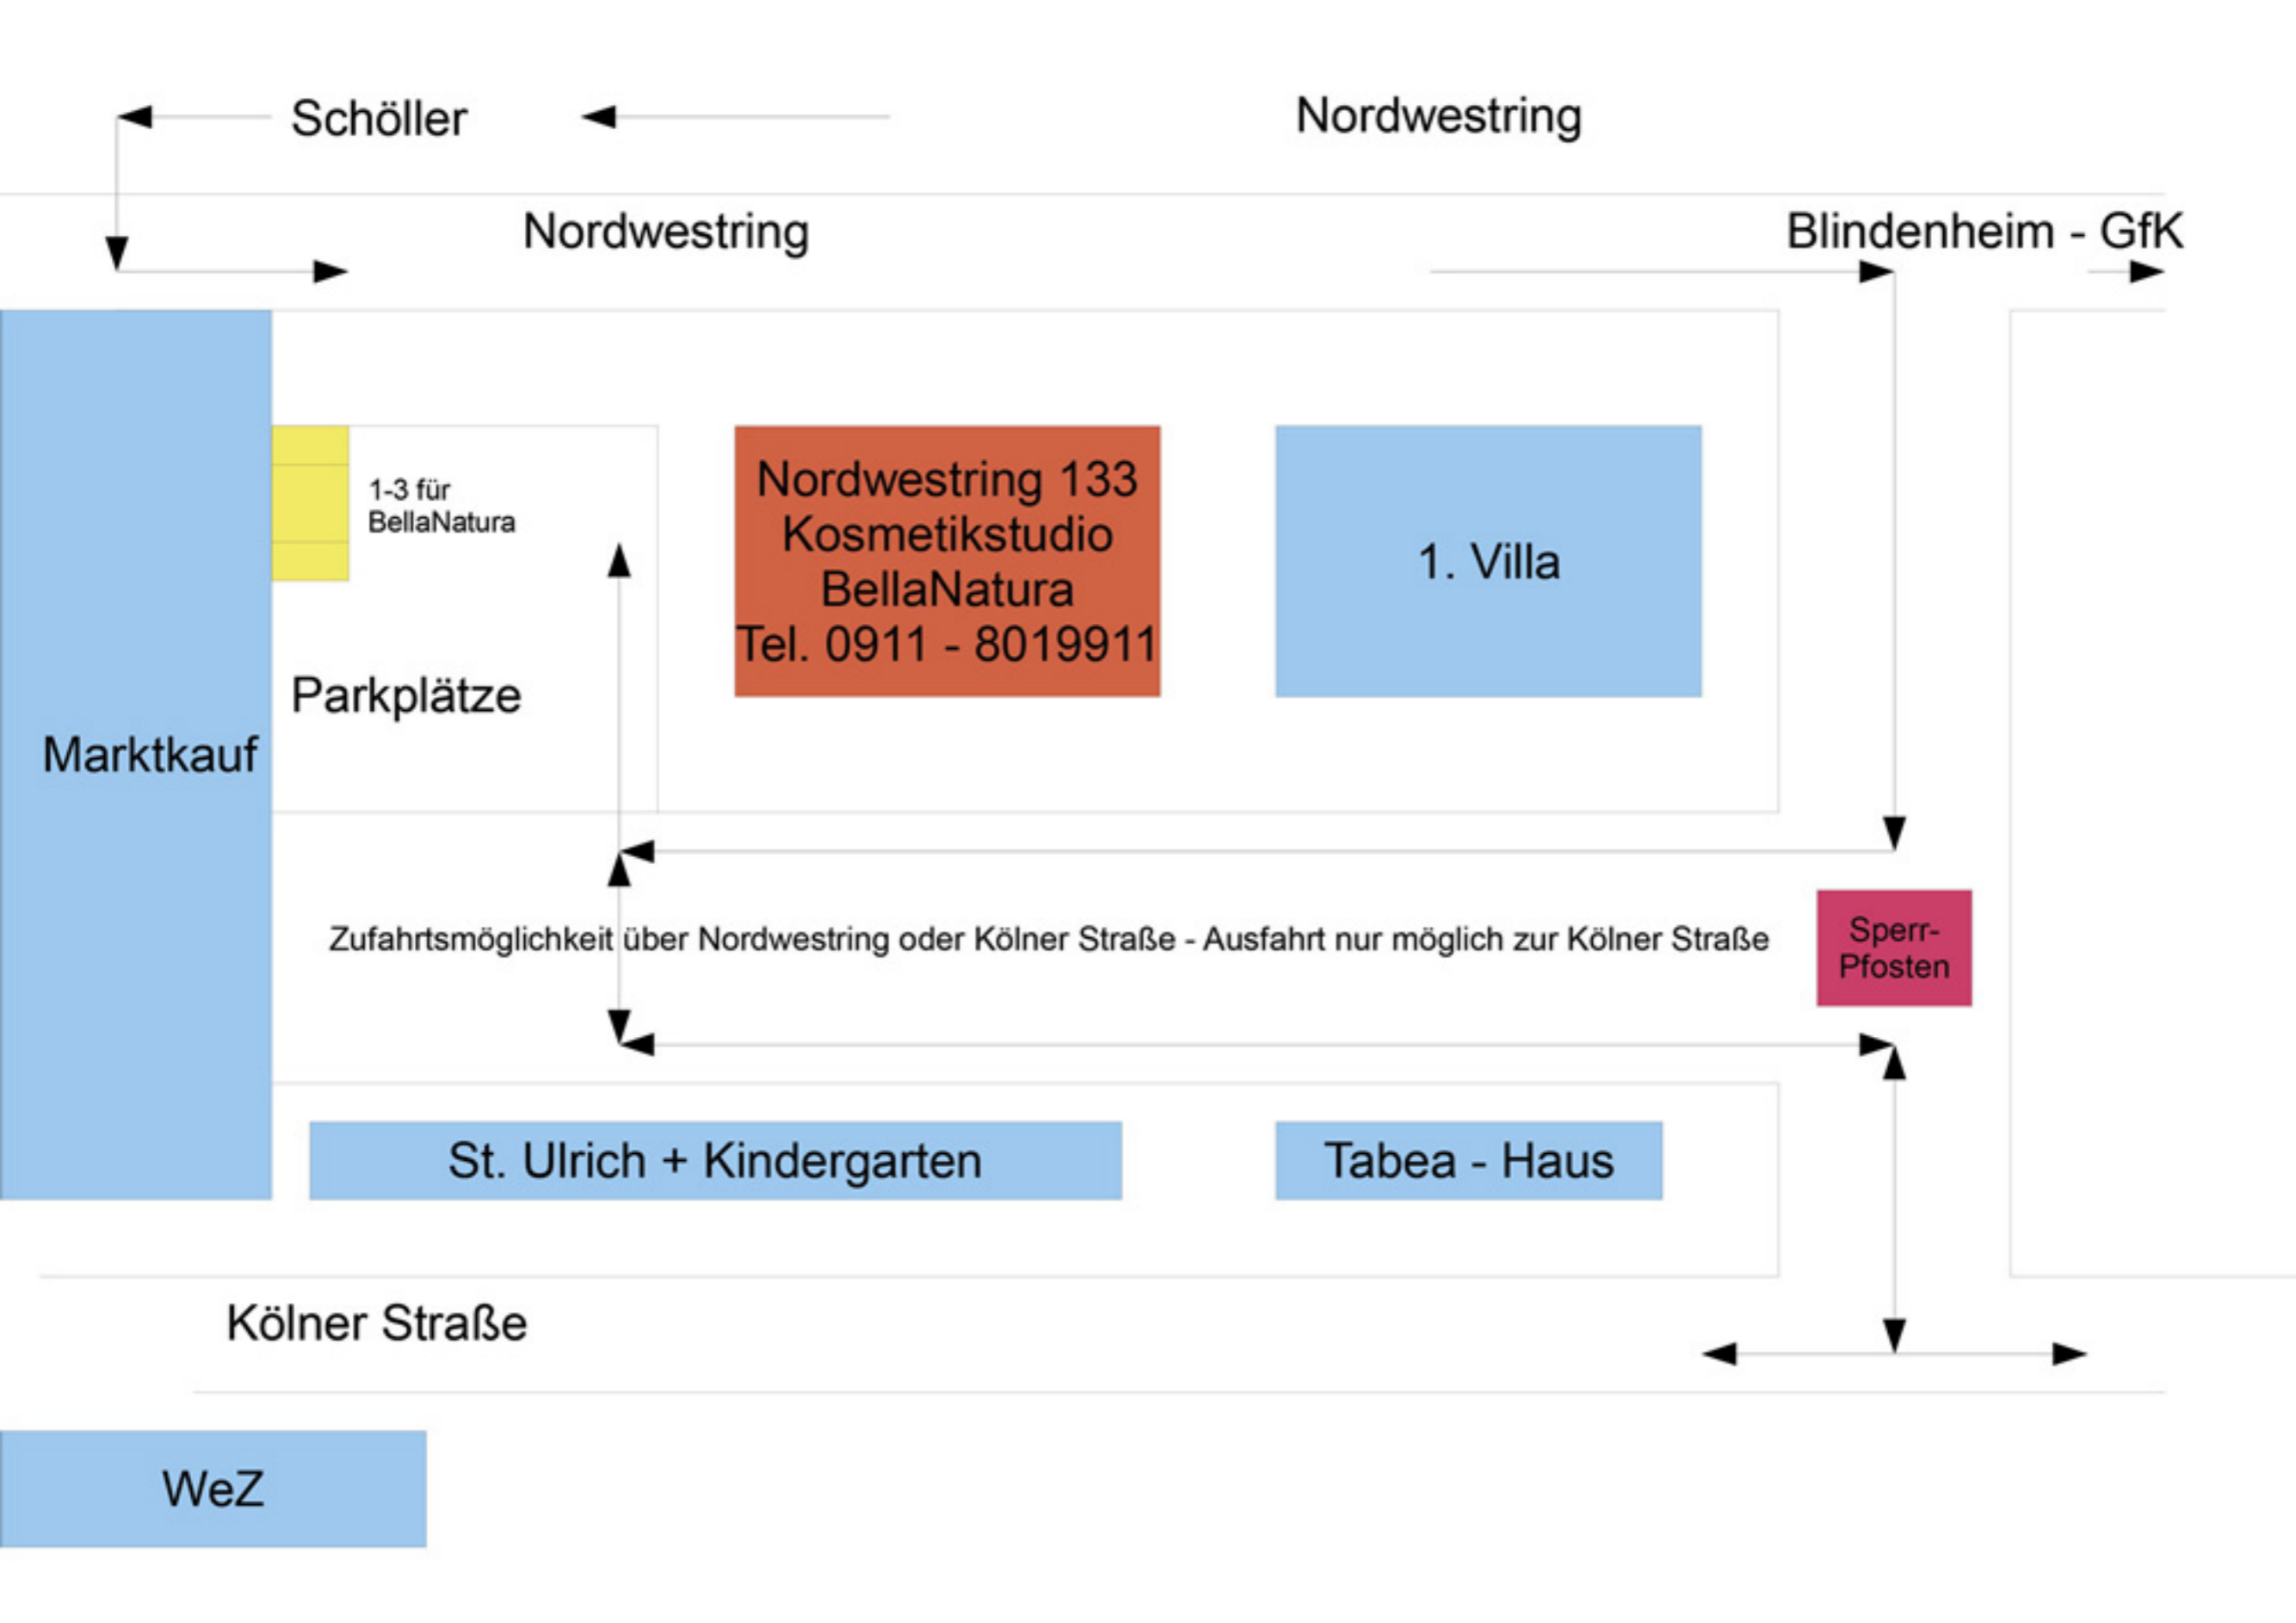 Schöller
Nordwestring
Nordwestring
Blindenheim - GfK
1-3 für
BellaNatura
Nordwestring 133
Kosmetikstudio
BellaNatura
Tel. 0911 - 8019911
1. Villa
Parkplätze
Marktkauf
Zufahrtsmöglichkeit über Nordwestring oder Kölner Straße - Ausfahrt nur möglich zur Kölner Straße
Sperr-
Pfosten
St. Ulrich + Kindergarten
Tabea - Haus
Kölner Straße
WeZ